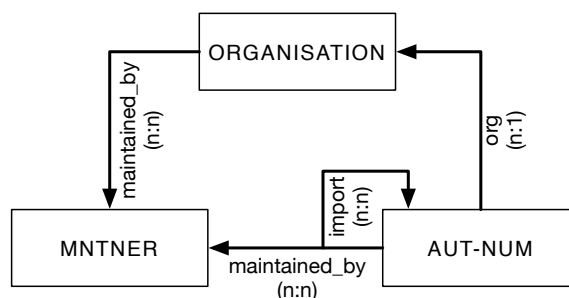 ORGANISATION
maintained_by
(n:n)
org
(n:1)
import
(n:n)
MNTNER
AUT-NUM
maintained_by
(n:n)